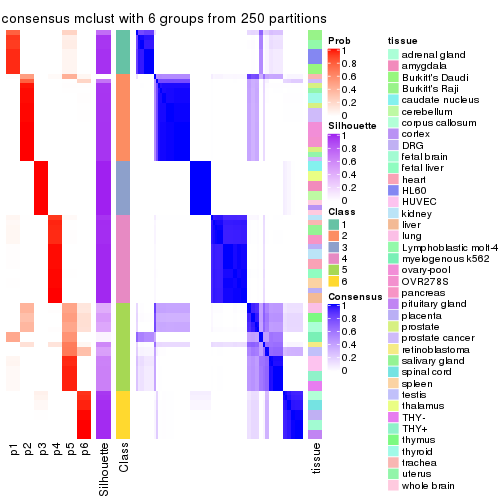 consensus mclust with 6 groups from 250 partitions
Prob
1
0.8
0.6
0.4
0.2
0
Silhouette
1
0.8
0.6
0.4
0.2
0
Class
1
2
3
4
5
6
Consensus
1
0.8
0.6
0.4
0.2
0
tissue
adrenal gland
amygdala
Burkitt's Daudi
Burkitt's Raji
caudate nucleus
cerebellum
corpus callosum
cortex
DRG
fetal brain
fetal liver
heart
HL60
HUVEC
kidney
liver
lung
Lymphoblastic molt-4
myelogenous k562
ovary-pool
OVR278S
pancreas
pituitary gland
placenta
prostate
prostate cancer
retinoblastoma
salivary gland
spinal cord
spleen
testis
thalamus
THY-
THY+
thymus
thyroid
trachea
uterus
whole brain
p1
p2
p3
p4
p5
p6
Silhouette
Class
tissue